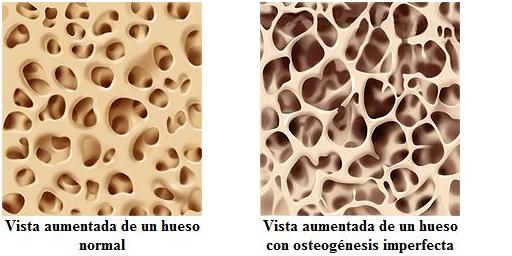 Vista aumentada de un hueso
normal
Vista aumentada de un hueso
con osteogénesis imperfecta